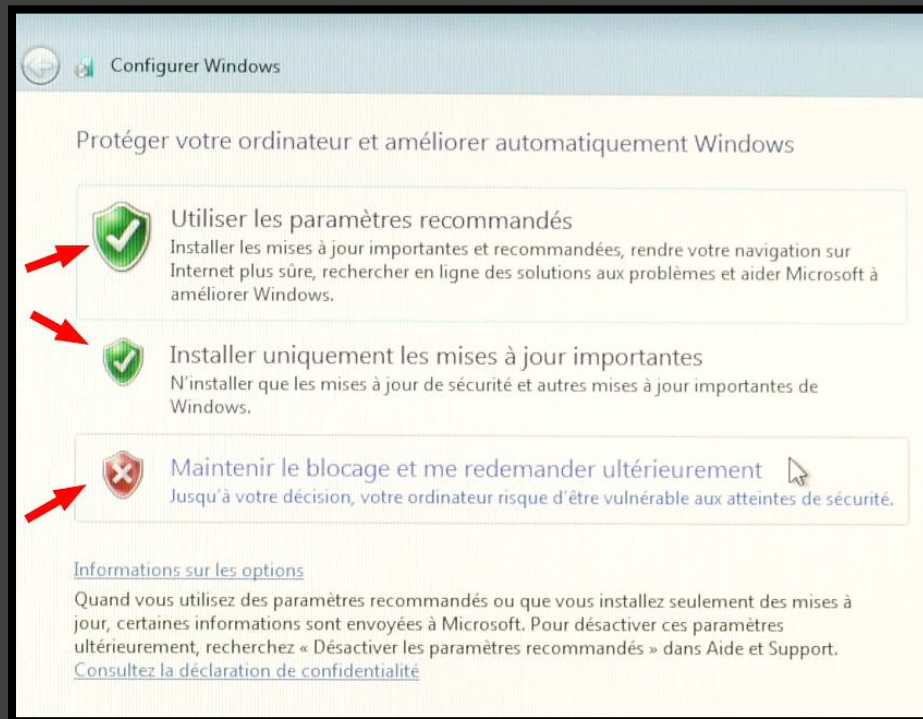 Configurer Windows
Protéger votre ordinateur et améliorer automatiquement Windows
Utiliser les paramètres recommandés
Installer les mises à jour importantes et recommandées, rendre votre navigation sur
Internet plus sûre, rechercher en ligne des solutions aux problèmes et aider Microsoft à
améliorer Windows.
Installer uniquement les mises à jour importantes
N'installer que les mises à jour de sécurité et autres mises à jour importantes de
Windows.
Maintenir le blocage et me redemander ultérieurement
Jusqu'à votre décision, votre ordinateur risque d'être vulnérable aux atteintes de sécurité.
Informations sur les options
Quand vous utilisez des paramètres recommandés ou que vous installez seulement des mises à
jour, certaines informations sont envoyées à Microsoft. Pour désactiver ces paramètres
ultérieurement, recherchez « Désactiver les paramètres recommandés » dans Aide et Support.
Consultez la déclaration de confidentialité